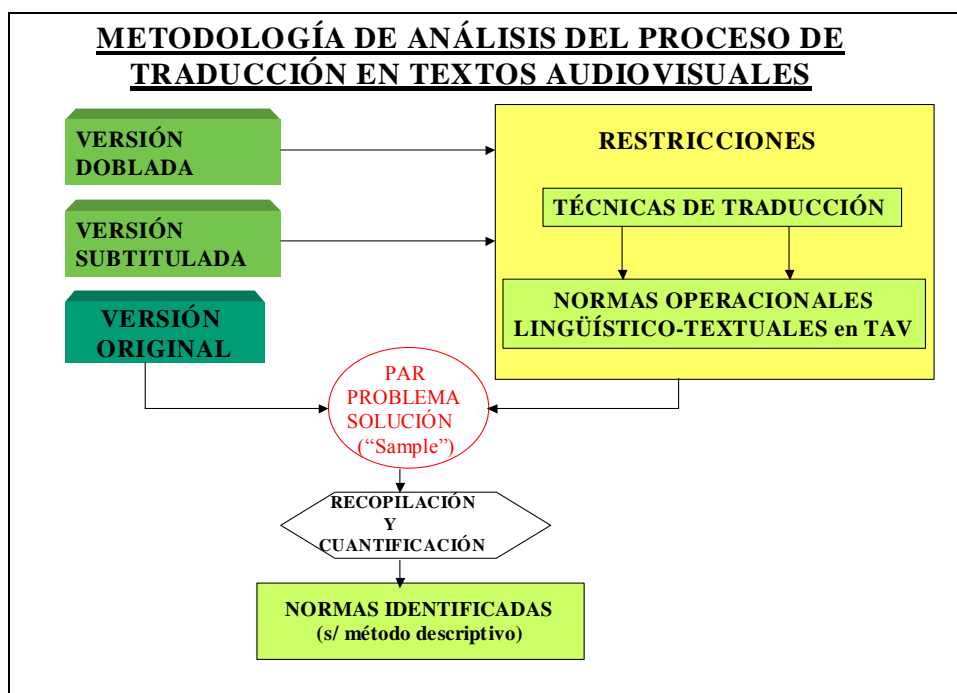 METODOLOGÍA DE ANÁLISIS DEL PROCESO DE
TRADUCCIÓN EN TEXTOS AUDIOVISUALES
VERSIÓN
DOBLADA
VERSIÓN
SUBTITULADA
VERSIÓN
ORIGINAL
RESTRICCIONES
TÉCNICAS DE TRADUCCIÓN
NORMAS OPERACIONALES
LINGÜÍSTICO-TEXTUALES en TAV
PAR
PROBLEMA
SOLUCIÓN
(“Sample”)
RECOPILACIÓN
Y
CUANTIFICACIÓN
NORMAS IDENTIFICADAS
(s/ método descriptivo)